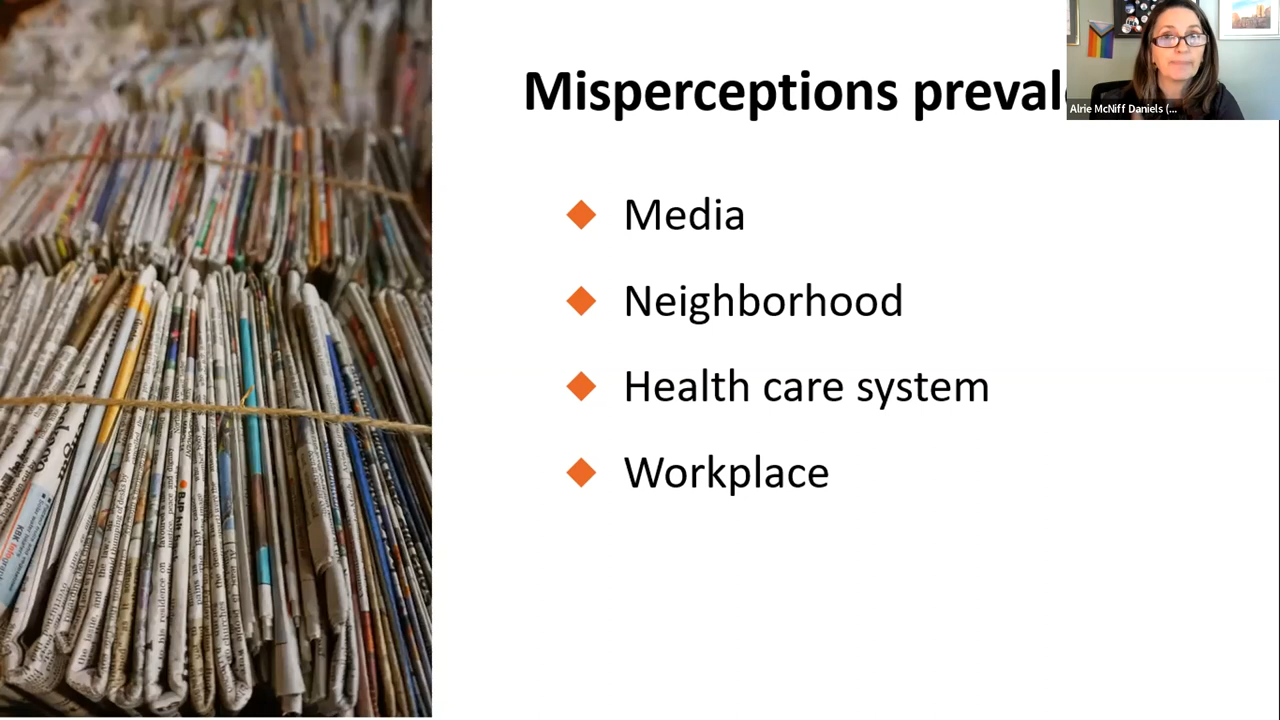 Misperceptions preval
Alrie McNiff Daniels (...
Media
Neighborhood
Health care system
Workplace